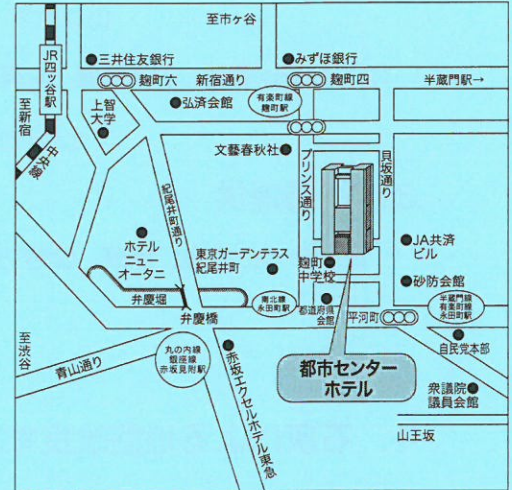 至市ヶ谷
三井住友銀行
みずほ銀行
JR四ッ谷駅
麹町六
新宿通り
麹町四
半蔵門駅→
至新宿
上智
大学
弘済会館
有楽町線
麹町駅
中央線
文藝春秋社
プリンス通り
貝坂通り
紀尾井町通り
ホテル
ニュー
オータニ
東京ガーデンテラス
紀尾井町
麹町
中学校
JA共済
ビル
砂防会館
弁慶堀
南北線
永田町駅
都道府県
会館
平河町
半蔵門線
有楽町線
永田町駅
弁慶橋
至渋谷
青山通り
丸の内線
銀座線
赤坂見附駅
赤坂エクセルホテル東急
都市センター
ホテル
自民党本部
衆議院
議員会館
山王坂